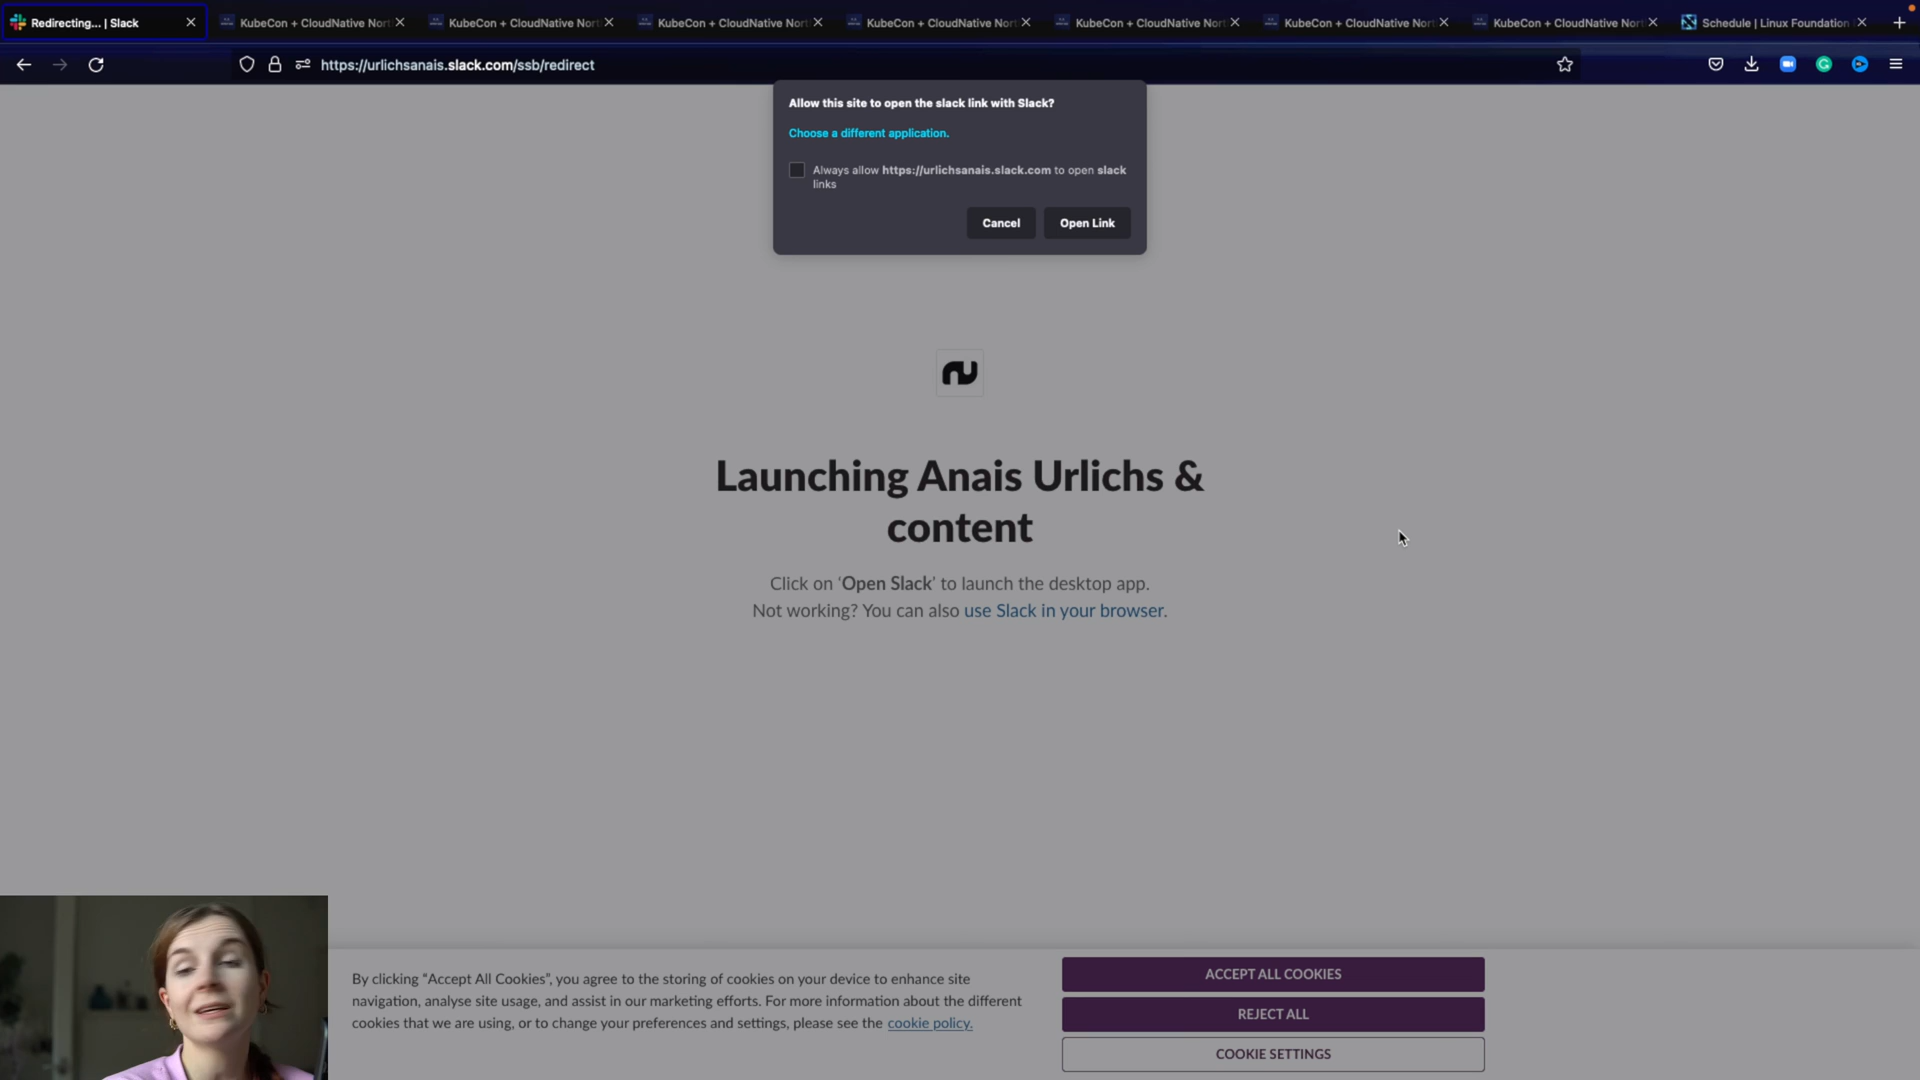 Redirecting... | Slack
KubeCon + CloudNative Nort
KubeCon + CloudNative Nort
KubeCon + CloudNative Nort
KubeCon + CloudNative Nort
KubeCon + CloudNative Nort
KubeCon + CloudNative Nort
KubeCon + CloudNative Nort
Schedule | Linux Foundation
https://urlichsanais.slack.com/ssb/redirect
Allow this site to open the slack link with Slack?
Choose a different application.
Always allow https://urlichsanais.slack.com to open slack
links
Cancel
Open Link
Launching Anais Urlichs &
content
Click on ‘Open Slack’ to launch the desktop app.
Not working? You can also use Slack in your browser.
By clicking “Accept All Cookies”, you agree to the storing of cookies on your device to enhance site
navigation, analyse site usage, and assist in our marketing efforts. For more information about the different
cookies that we are using, or to change your preferences and settings, please see the cookie policy.
ACCEPT ALL COOKIES
REJECT ALL
COOKIE SETTINGS